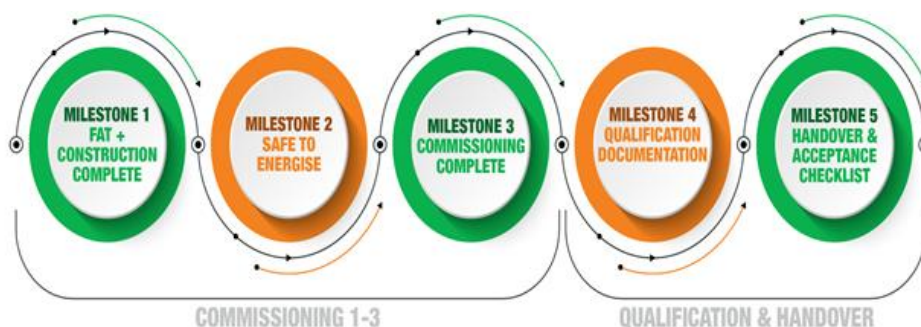 MILESTONE 1
FAT +
CONSTRUCTION
COMPLETE
MILESTONE 2
SAFE TO
ENERGISE
MILESTONE 3
COMMISSIONING
COMPLETE
MILESTONE 4
QUALIFICATION
DOCUMENTATION
MILESTONE 5
HANDOVER &
ACCEPTANCE
CHECKLIST
COMMISSIONING 1-3
QUALIFICATION & HANDOVER